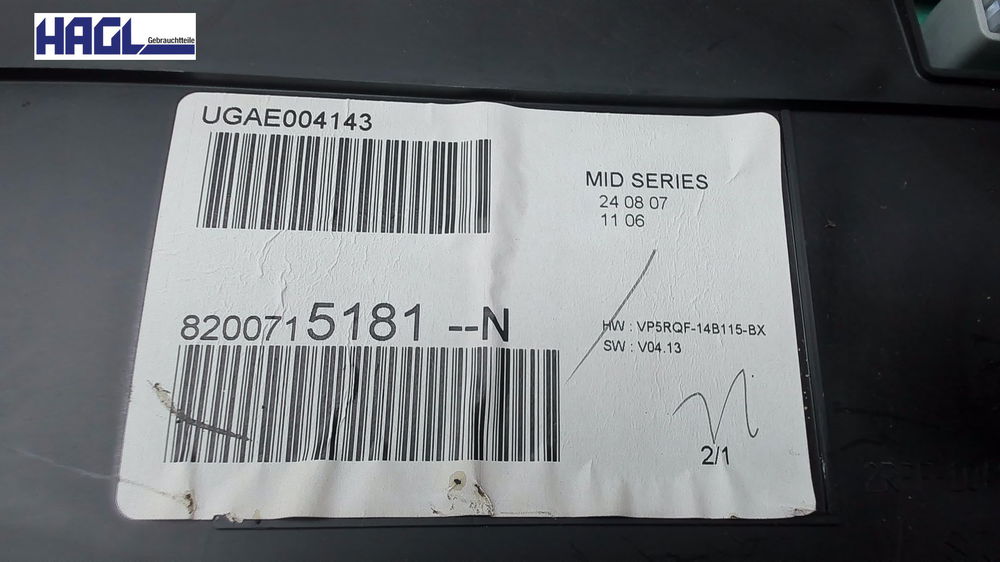 HAGL
Gebrauchtteile
UGAE004143
MID SERIES
24 08 07
11 06
8200715181 --N
HW : VP5RQF-14B115-BX
SW : V04.13
2/1